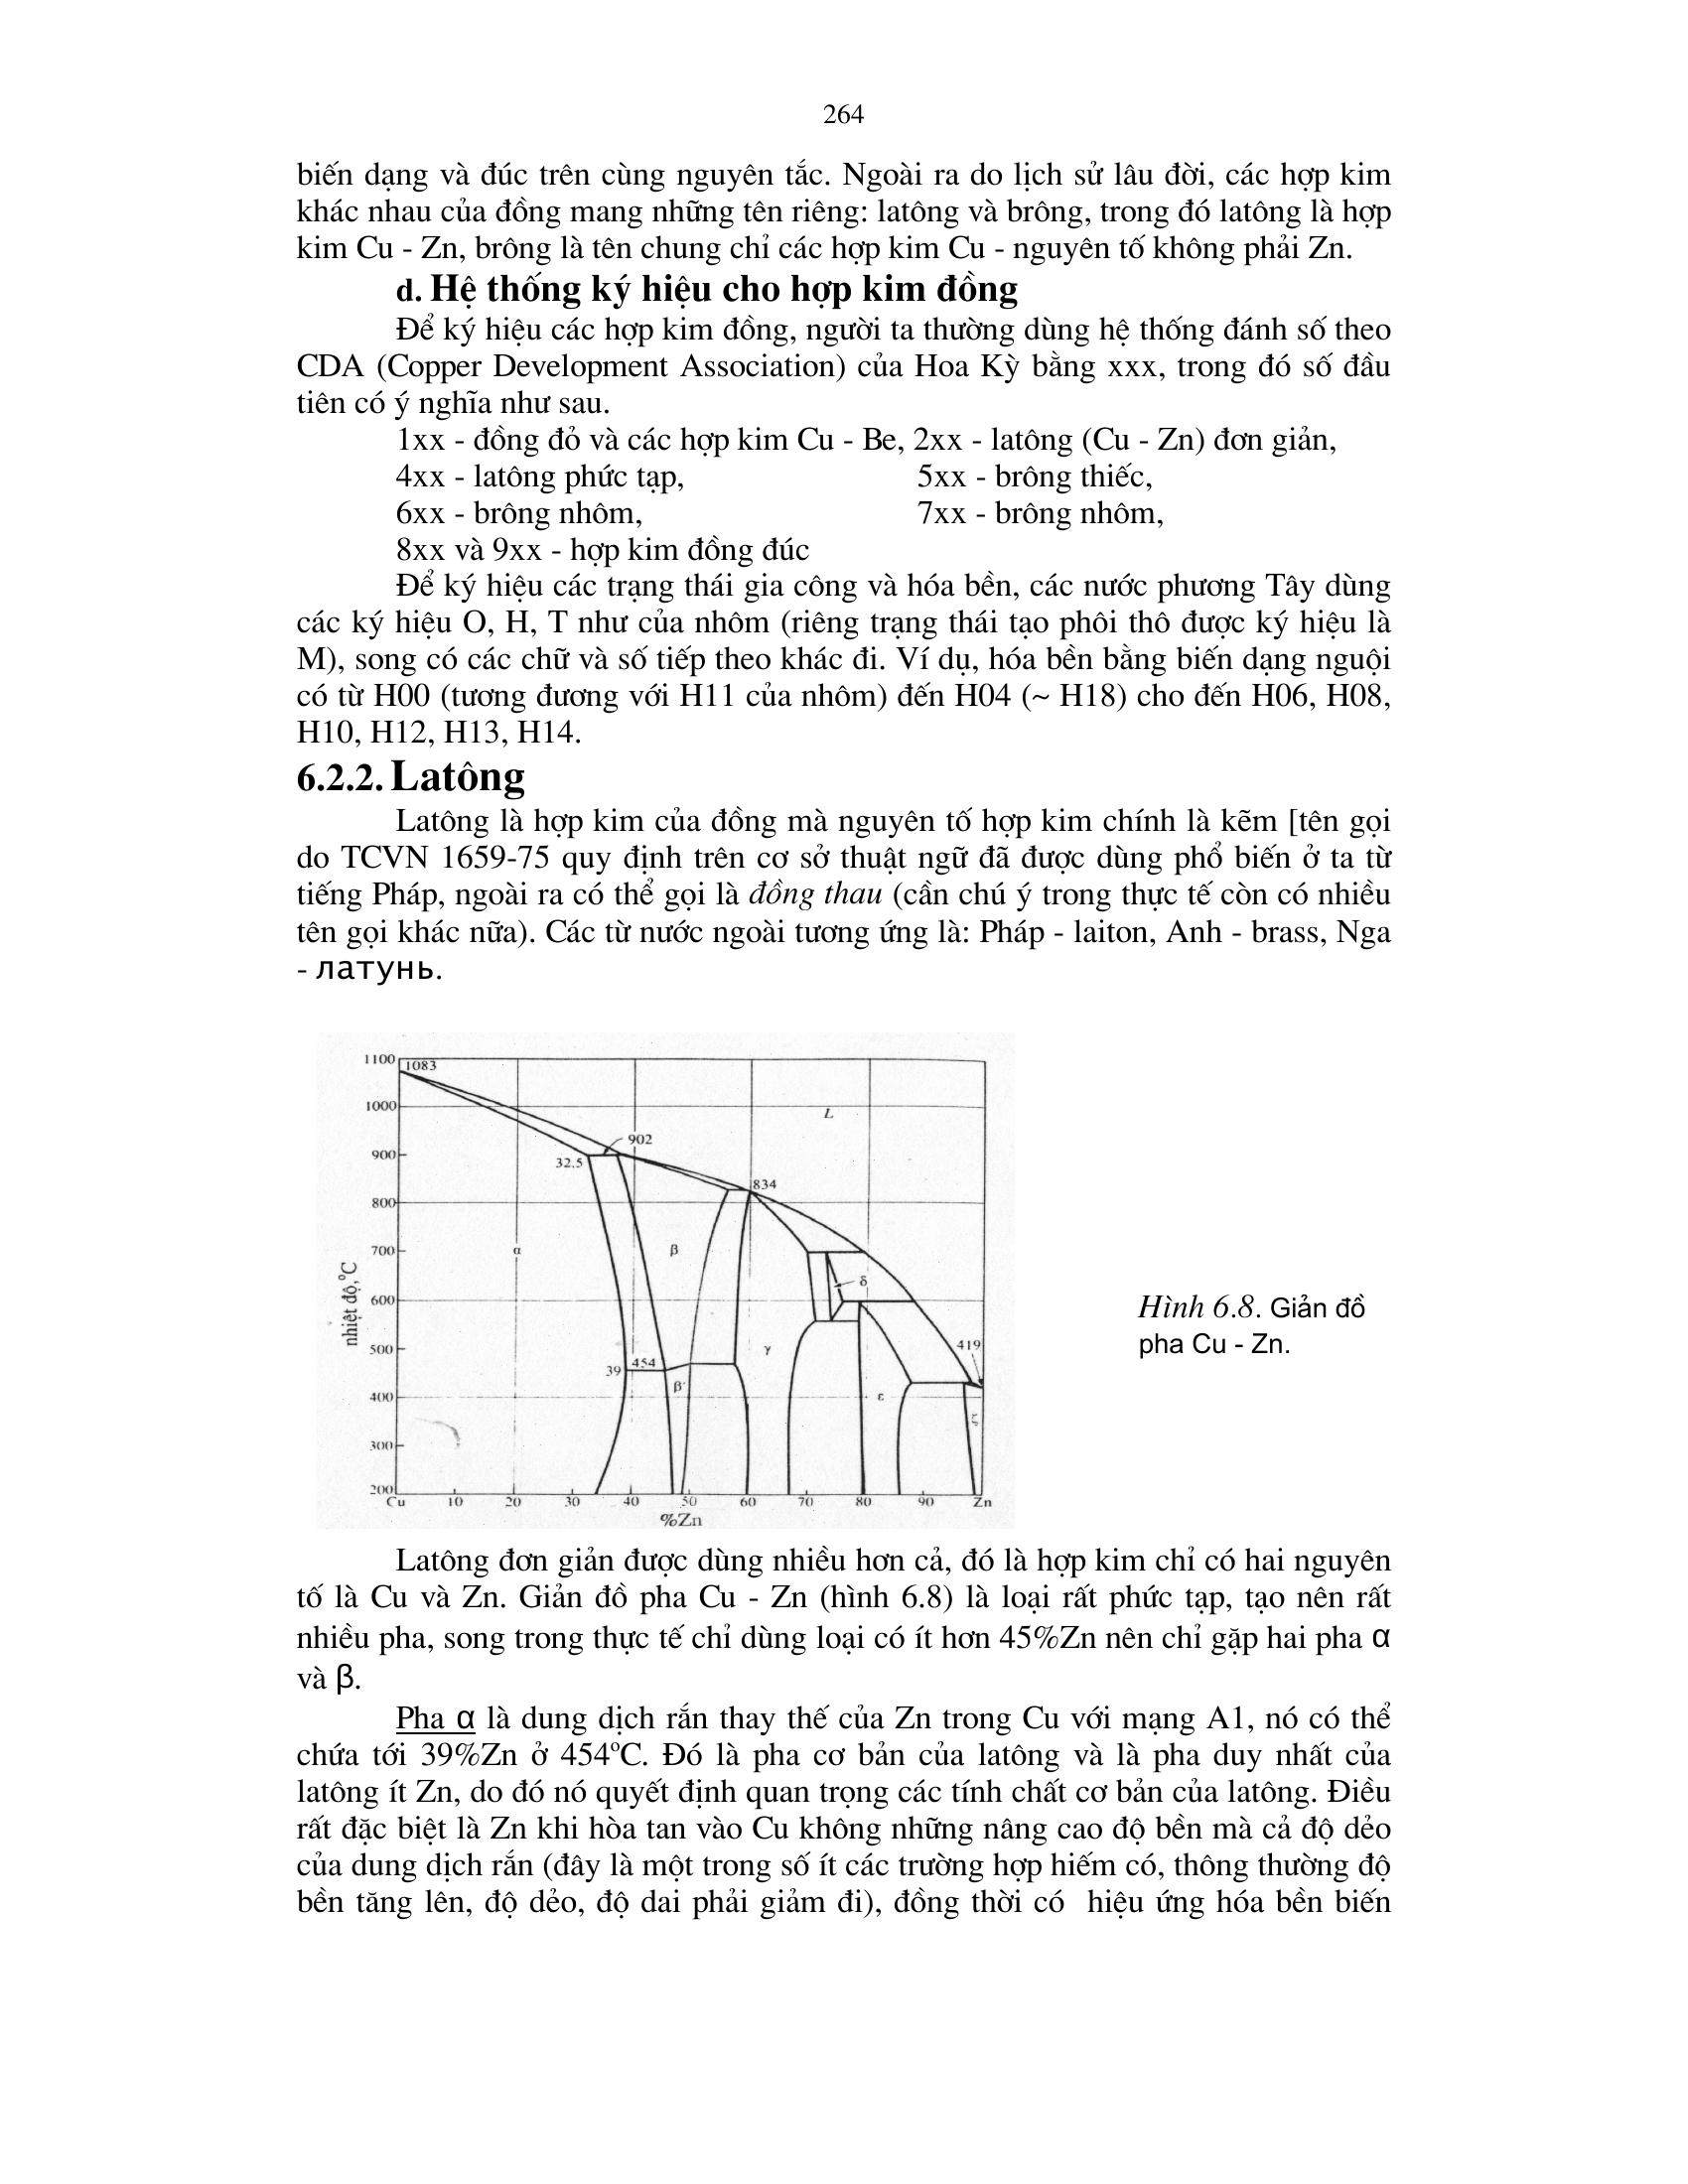 264
biến dạng và đúc trên cùng nguyên tắc. Ngoài ra do lịch sử lâu đời, các hợp kim
khác nhau của đồng mang những tên riêng: latông và brông, trong đó latông là hợp
kim Cu - Zn, brông là tên chung chỉ các hợp kim Cu - nguyên tố không phải Zn.
d. Hệ thống ký hiệu cho hợp kim đồng
Để ký hiệu các hợp kim đồng, người ta thường dùng hệ thống đánh số theo
CDA (Copper Development Association) của Hoa Kỳ bằng xxx, trong đó số đầu
tiên có ý nghĩa như sau.
1xx - đồng đỏ và các hợp kim Cu - Be, 2xx - latông (Cu - Zn) đơn giản,
4xx - latông phức tạp, 5xx - brông thiếc,
6xx - brông nhôm, 7xx - brông nhôm,
8xx và 9xx - hợp kim đồng đúc
Để ký hiệu các trạng thái gia công và hóa bền, các nước phương Tây dùng
các ký hiệu O, H, T như của nhôm (riêng trạng thái tạo phôi thô được ký hiệu là
M), song có các chữ và số tiếp theo khác đi. Ví dụ, hóa bền bằng biến dạng nguội
có từ H00 (tương đương với H11 của nhôm) đến H04 (~ H18) cho đến H06, H08,
H10, H12, H13, H14.
6.2.2. Latông
Latông là hợp kim của đồng mà nguyên tố hợp kim chính là kẽm [tên gọi
do TCVN 1659-75 quy định trên cơ sở thuật ngữ đã được dùng phổ biến ở ta từ
tiếng Pháp, ngoài ra có thể gọi là đồng thau (cần chú ý trong thực tế còn có nhiều
tên gọi khác nữa). Các từ nước ngoài tương ứng là: Pháp - laiton, Anh - brass, Nga
- латунь.
1100
1083
1000
L
902
900
32.5
834
800
700
α
β
δ
nhiệt độ,°C
600
500
γ
419
39
454
β'
400
ε
ζ
300
200
Cu 10 20 30 40 50 60 70 80 90 Zn
%Zn
Hình 6.8. Giản đồ
pha Cu - Zn.
Latông đơn giản được dùng nhiều hơn cả, đó là hợp kim chỉ có hai nguyên
tố là Cu và Zn. Giản đồ pha Cu - Zn (hình 6.8) là loại rất phức tạp, tạo nên rất
nhiều pha, song trong thực tế chỉ dùng loại có ít hơn 45%Zn nên chỉ gặp hai pha α
và β.
Pha α là dung dịch rắn thay thế của Zn trong Cu với mạng A1, nó có thể
chứa tới 39%Zn ở 454°C. Đó là pha cơ bản của latông và là pha duy nhất của
latông ít Zn, do đó nó quyết định quan trọng các tính chất cơ bản của latông. Điều
rất đặc biệt là Zn khi hòa tan vào Cu không những nâng cao độ bền mà cả độ dẻo
của dung dịch rắn (đây là một trong số ít các trường hợp hiếm có, thông thường độ
bền tăng lên, độ dẻo, độ dai phải giảm đi), đồng thời có hiệu ứng hóa bền biến